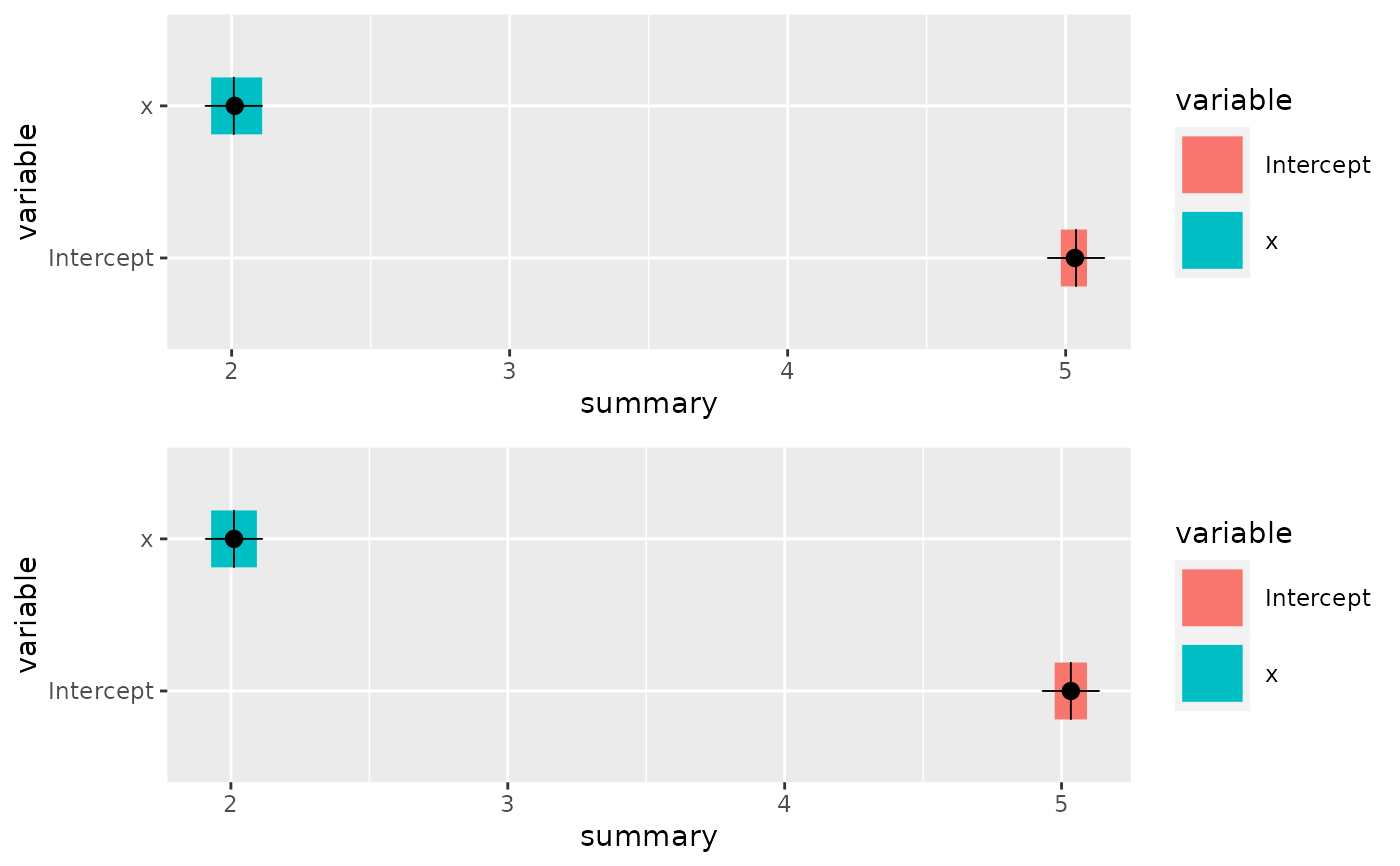 variable
x
Intercept
2 3 4 5
summary
variable
Intercept
x
variable
x
Intercept
2 3 4 5
summary
variable
Intercept
x